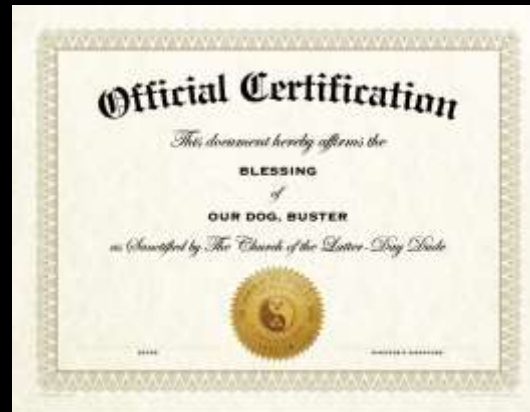 Official Certification
This document hereby affirms the
BLESSING
of
OUR DOG, BUSTER
as Sanctified by The Church of the Latter-Day Dude